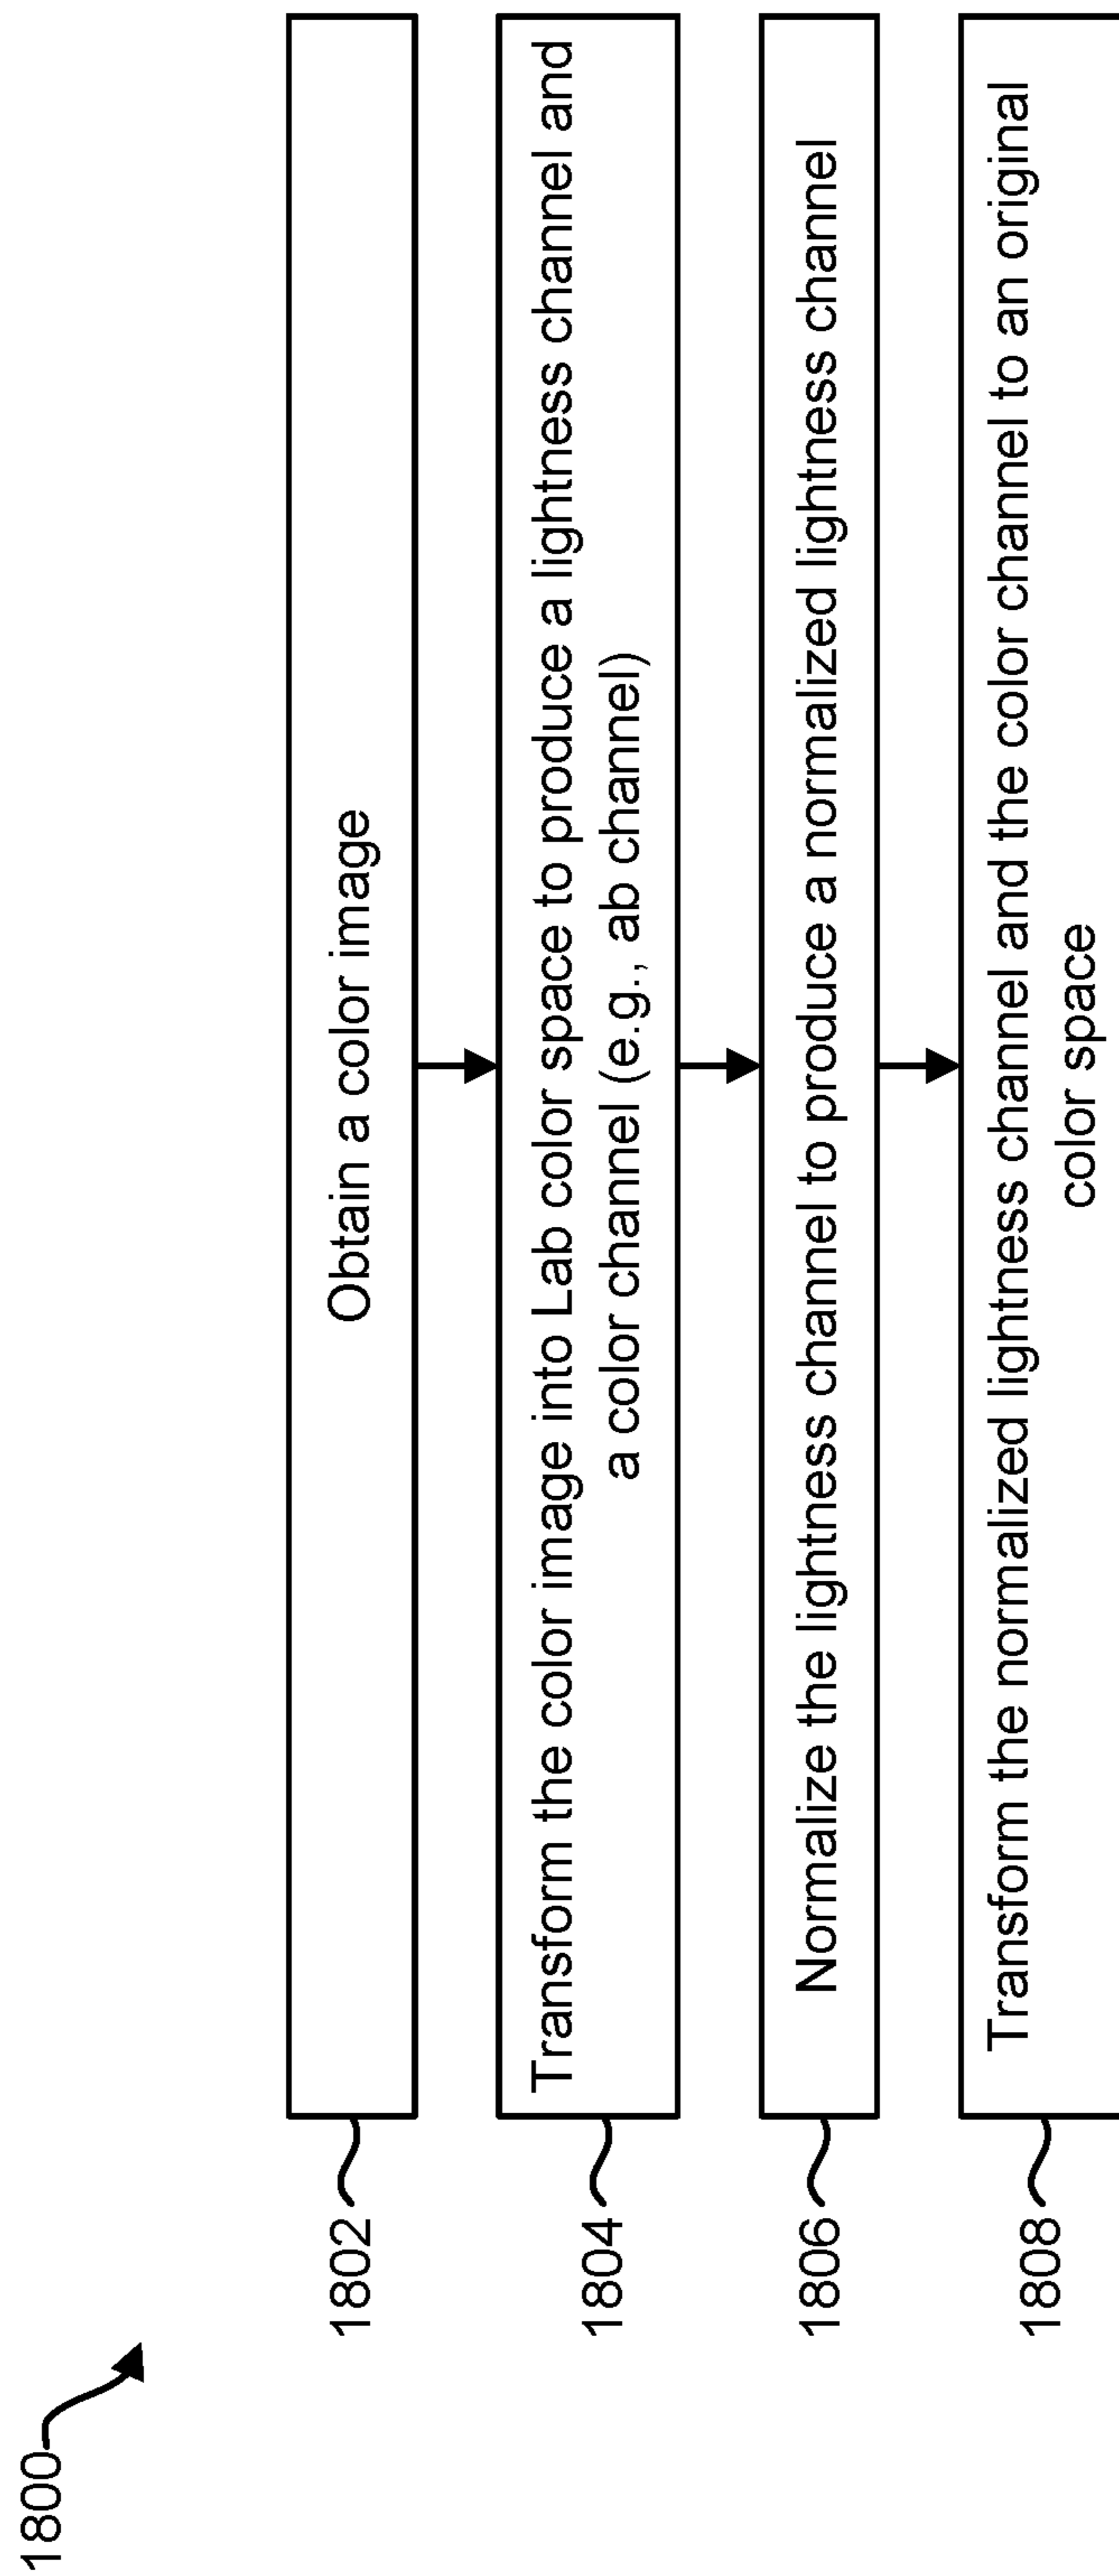 1800
1802
Obtain a color image
1804
Transform the color image into Lab color space to produce a lightness channel and
a color channel (e.g., ab channel)
1806
Normalize the lightness channel to produce a normalized lightness channel
1808
Transform the normalized lightness channel and the color channel to an original
color space